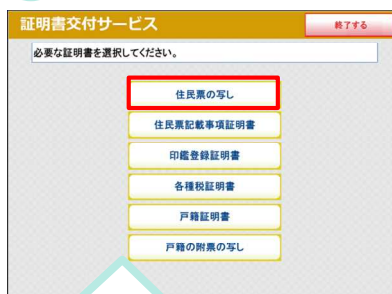 証明書交付サービス
終了する
必要な証明書を選択してください。
住民票の写し
住民票記載事項証明書
印鑑登録証明書
各種税証明書
戸籍証明書
戸籍の附票の写し